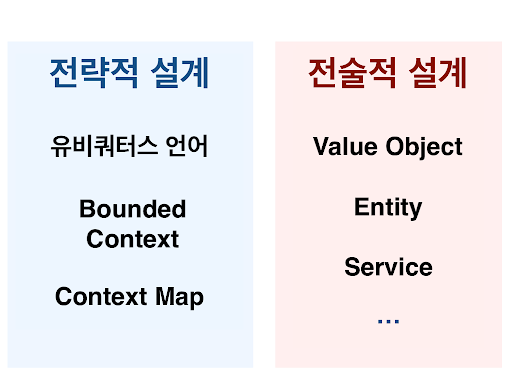 전략적 설계
유비쿼터스 언어
Bounded
Context
Context Map
전술적 설계
Value Object
Entity
Service
...